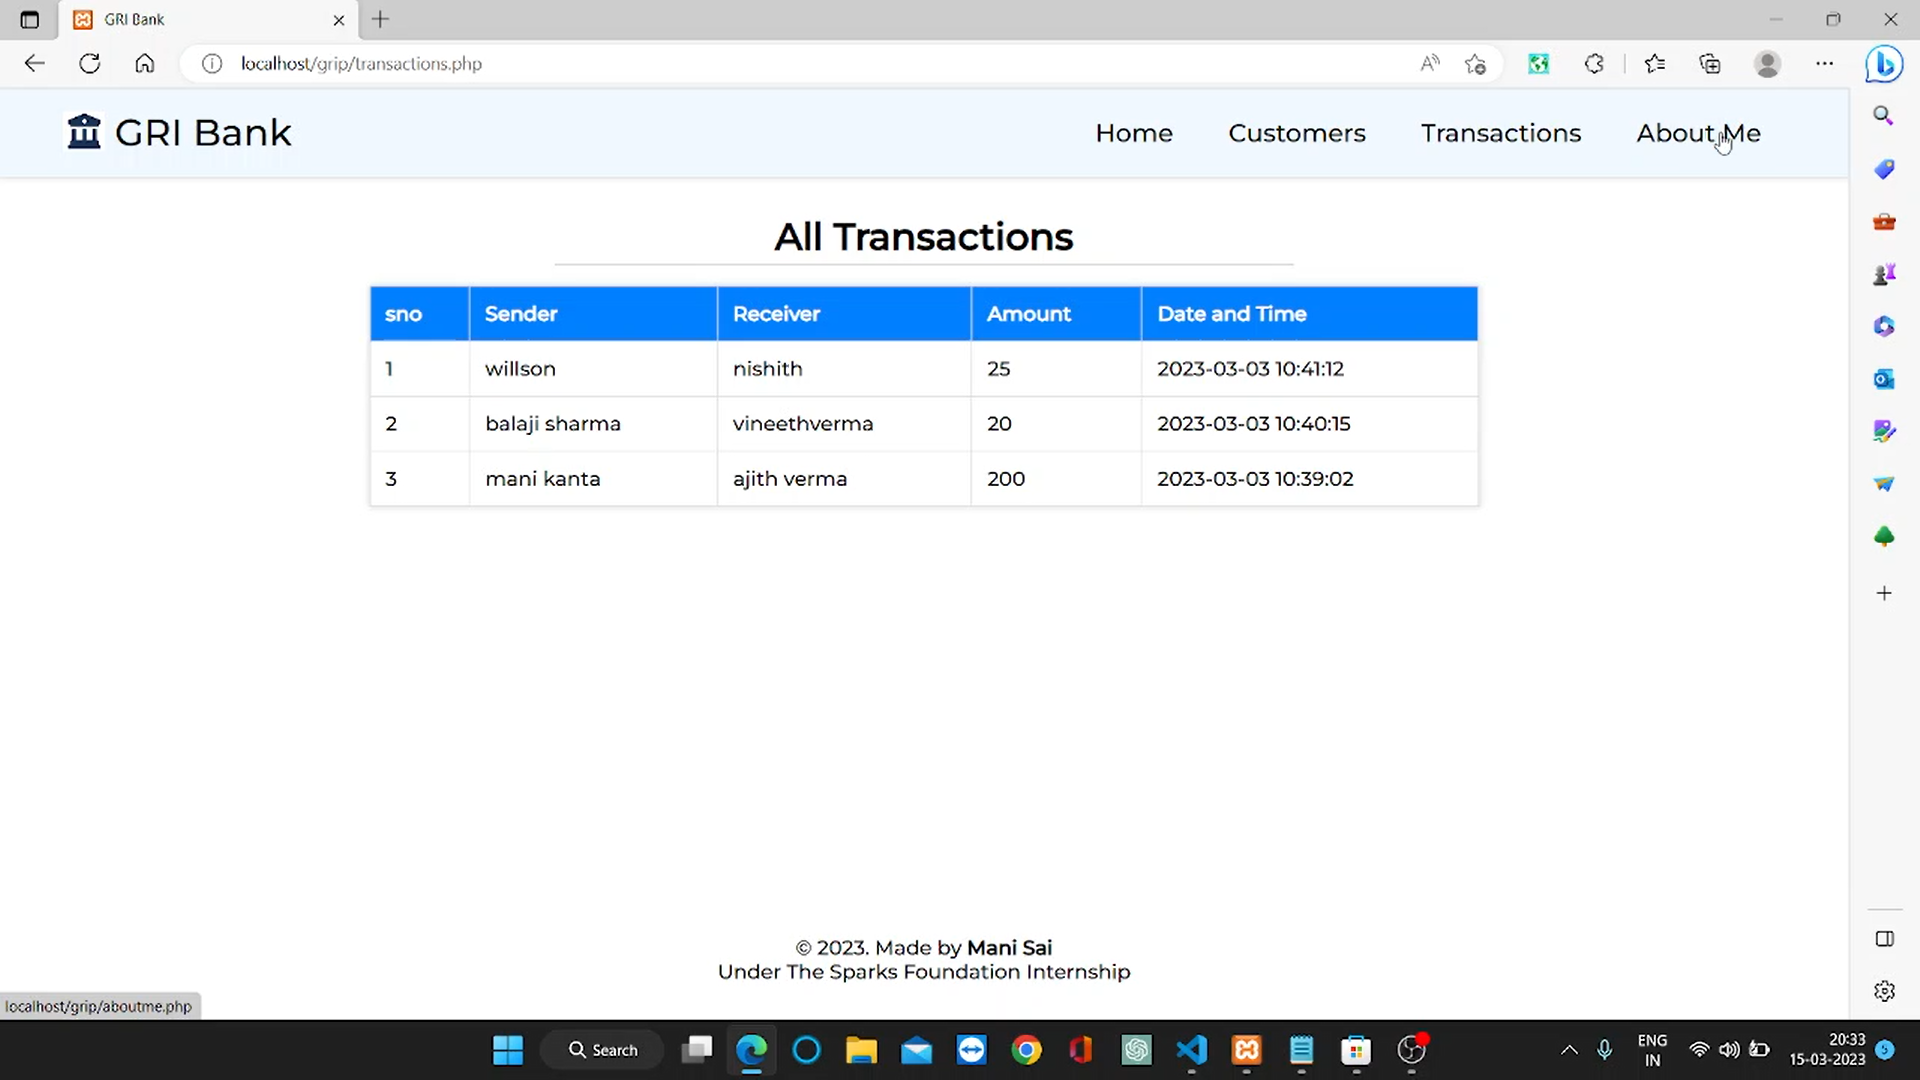 GRI Bank
localhost/grip/transactions.php
GRI Bank
Home Customers Transactions About Me
All Transactions
sno Sender Receiver Amount Date and Time
1 willson nishith 25 2023-03-03 10:41:12
2 balaji sharma vineethverma 20 2023-03-03 10:40:15
3 mani kanta ajith verma 200 2023-03-03 10:39:02
© 2023. Made by Mani Sai
Under The Sparks Foundation Internship
localhost/grip/aboutme.php
Search
ENG
IN
20:33
15-03-2023
5